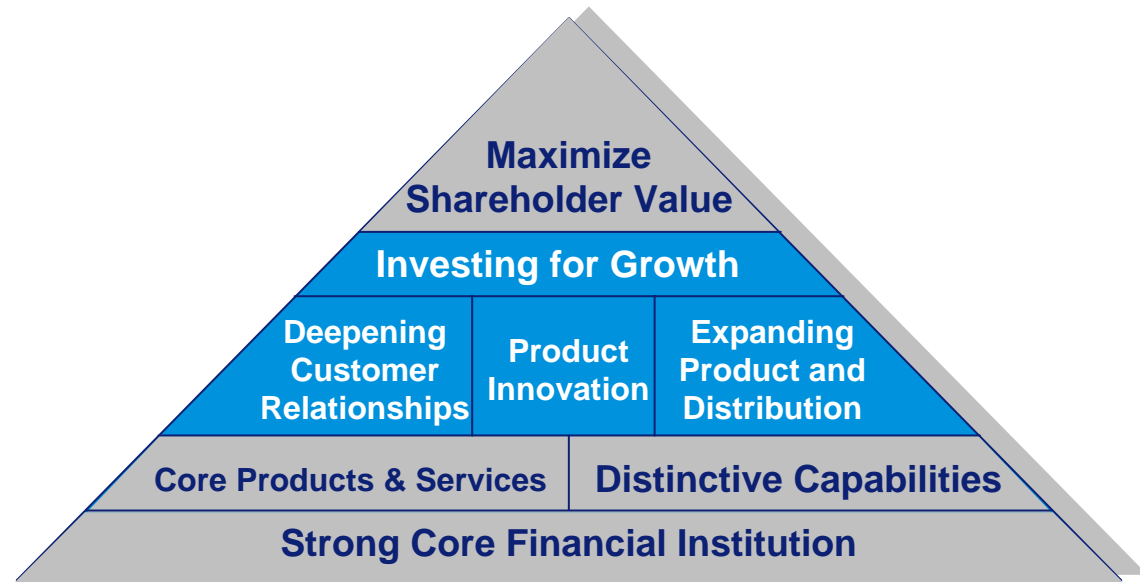 Maximize
Shareholder Value
Investing for Growth
Deepening
Customer
Relationships
Product
Innovation
Expanding
Product and
Distribution
Core Products & Services
Distinctive Capabilities
Strong Core Financial Institution